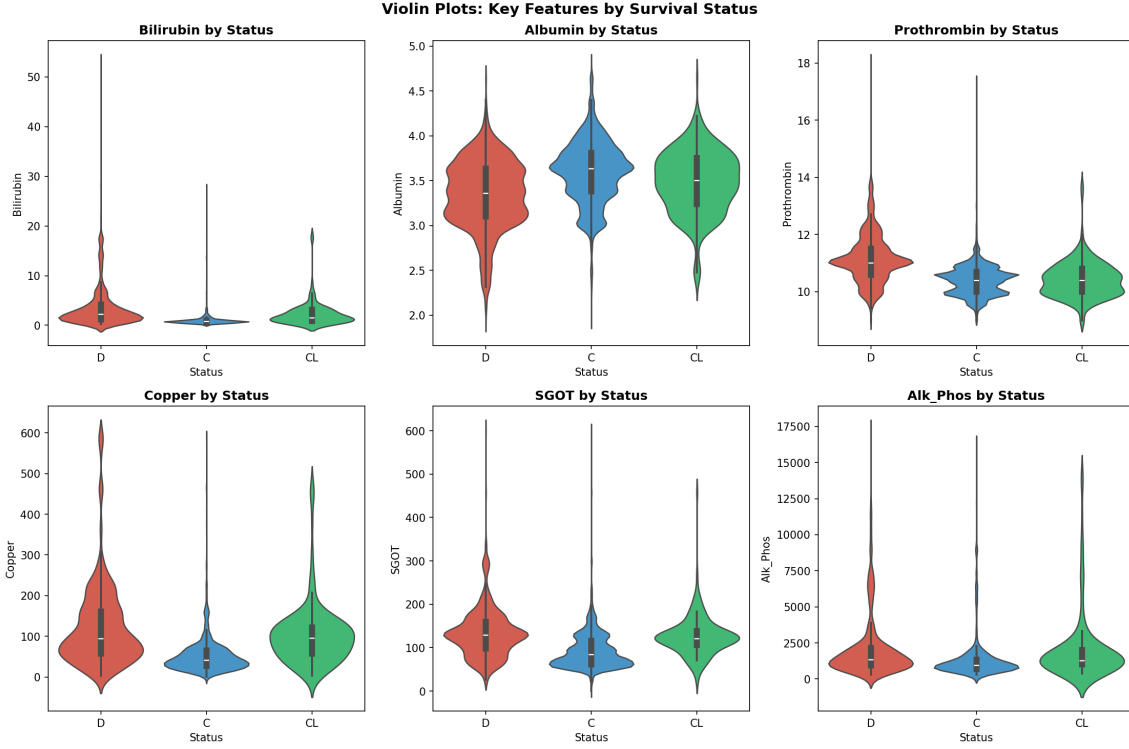 Violin Plots: Key Features by Survival Status
Bilirubin by Status
Bilirubin
50
40
30
20
10
0
D
C
CL
Status
Albumin by Status
Albumin
5.0
4.5
4.0
3.5
3.0
2.5
2.0
D
C
CL
Status
Prothrombin by Status
Prothrombin
18
16
14
12
10
D
C
CL
Status
Copper by Status
Copper
600
500
400
300
200
100
0
D
C
CL
Status
SGOT by Status
SGOT
600
500
400
300
200
100
0
D
C
CL
Status
Alk_Phos by Status
Alk_Phos
17500
15000
12500
10000
7500
5000
2500
0
D
C
CL
Status